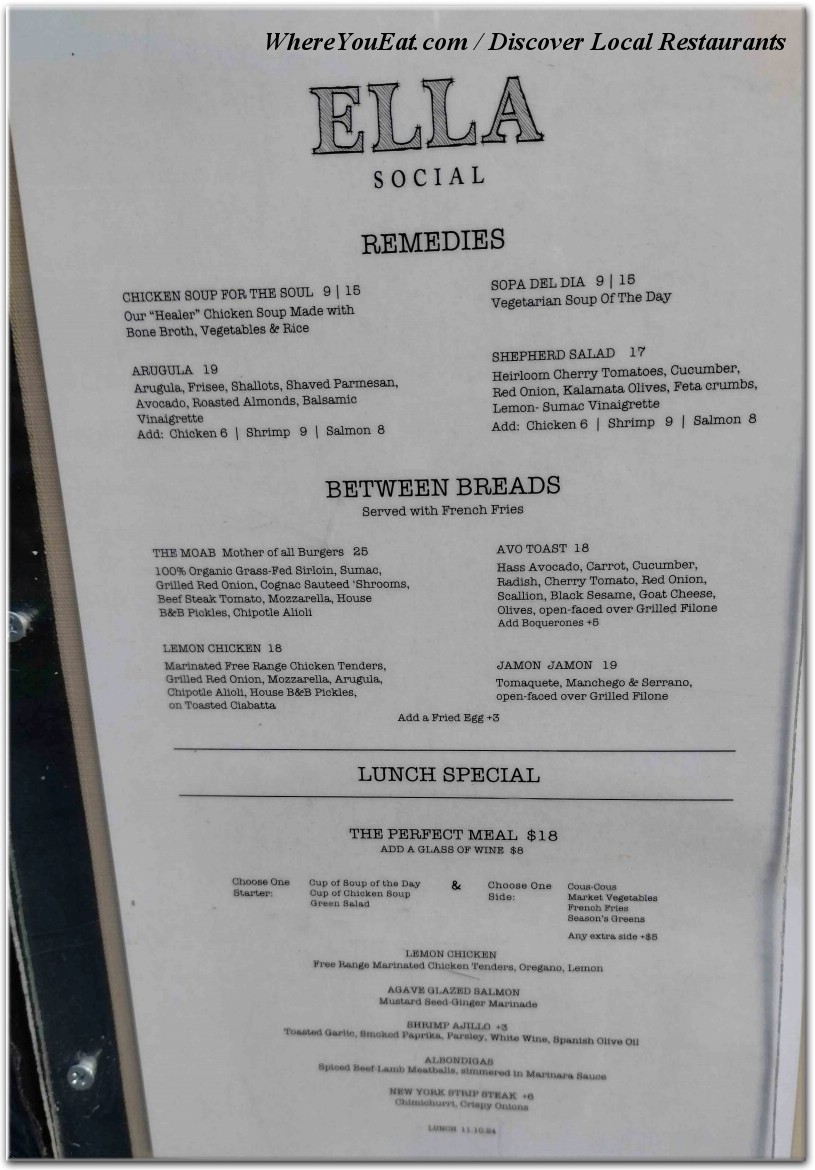 WhereYouEat.com / Discover Local Restaurants
ELLA
SOCIAL
REMEDIES
CHICKEN SOUP FOR THE SOUL 9 | 15
Our "Healer" Chicken Soup Made with
Bone Broth, Vegetables & Rice
SOPA DEL DIA 9 | 15
Vegetarian Soup Of The Day
ARUGULA 19
Arugula, Frisee, Shallots, Shaved Parmesan,
Avocado, Roasted Almonds, Balsamic
Vinaigrette
Add: Chicken 6 | Shrimp 9 | Salmon 8
SHEPHERD SALAD 17
Heirloom Cherry Tomatoes, Cucumber,
Red Onion, Kalamata Olives, Feta crumbs,
Lemon- Sumac Vinaigrette
Add: Chicken 6 | Shrimp 9 | Salmon 8
BETWEEN BREADS
Served with French Fries
THE MOAB Mother of all Burgers 25
100% Organic Grass-Fed Sirloin, Sumac,
Grilled Red Onion, Cognac Sauteed 'Shrooms,
Beef Steak Tomato, Mozzarella, House
B&B Pickles, Chipotle Alioli
AVO TOAST 18
Hass Avocado, Carrot, Cucumber,
Radish, Cherry Tomato, Red Onion,
Scallion, Black Sesame, Goat Cheese,
Olives, open-faced over Grilled Filone
Add Boquerones +5
LEMON CHICKEN 18
Marinated Free Range Chicken Tenders,
Grilled Red Onion, Mozzarella, Arugula,
Chipotle Alioli, House B&B Pickles,
on Toasted Ciabatta
JAMON JAMON 19
Tomaquete, Manchego & Serrano,
open-faced over Grilled Filone
Add a Fried Egg +3
LUNCH SPECIAL
THE PERFECT MEAL $18
ADD A GLASS OF WINE $8
Choose One
Starter:
Cup of Soup of the Day
Cup of Chicken Soup
Green Salad
&
Choose One
Side:
Cous-Cous
Market Vegetables
French Fries
Season's Greens
Any extra side +$5
LEMON CHICKEN
Free Range Marinated Chicken Tenders, Oregano, Lemon
AGAVE GLAZED SALMON
Mustard Seed-Ginger Marinade
SHRIMP AJILLO +3
Toasted Garlic, Smoked Paprika, Parsley, White Wine, Spanish Olive Oil
ALBONDIGAS
Spiced Beef-Lamb Meatballs, simmered in Marinara Sauce
NEW YORK STRIP STEAK +6
Chimichurri, Crispy Onions
LUNCH 11.10.24